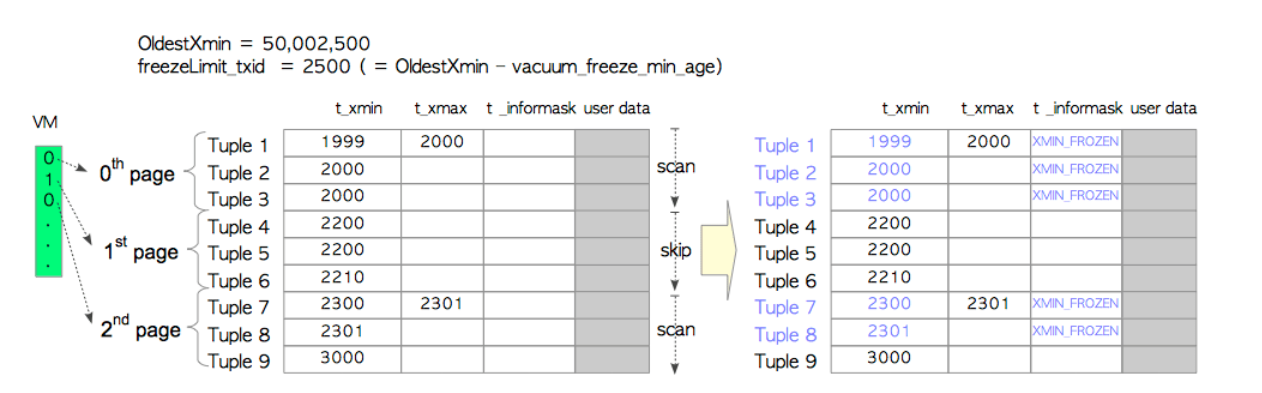 OldestXmin = 50,002,500
freezeLimit_txid = 2500 ( = OldestXmin - vacuum_freeze_min_age)
t_xmin t_xmax t _informask user data t_xmin t_xmax t _informask user data
VM
0
1
0
.
.
.
0th page
1st page
2nd page
Tuple 1 1999 2000
Tuple 2 2000
Tuple 3 2000
Tuple 4 2200
Tuple 5 2200
Tuple 6 2210
Tuple 7 2300 2301
Tuple 8 2301
Tuple 9 3000
scan
skip
scan
Tuple 1 1999 2000 XMIN_FROZEN
Tuple 2 2000 XMIN_FROZEN
Tuple 3 2000 XMIN_FROZEN
Tuple 4 2200
Tuple 5 2200
Tuple 6 2210
Tuple 7 2300 2301 XMIN_FROZEN
Tuple 8 2301 XMIN_FROZEN
Tuple 9 3000